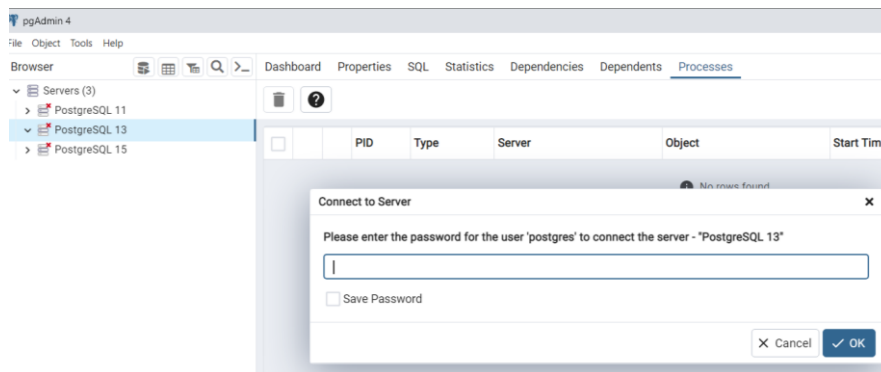 pgAdmin 4
File Object Tools Help
Browser
Dashboard Properties SQL Statistics Dependencies Dependents Processes
Servers (3)
PostgreSQL 11
PostgreSQL 13
PostgreSQL 15
PID Type Server Object Start Tim
No rows found
Connect to Server
Please enter the password for the user 'postgres' to connect the server - "PostgreSQL 13"
Save Password
Cancel OK